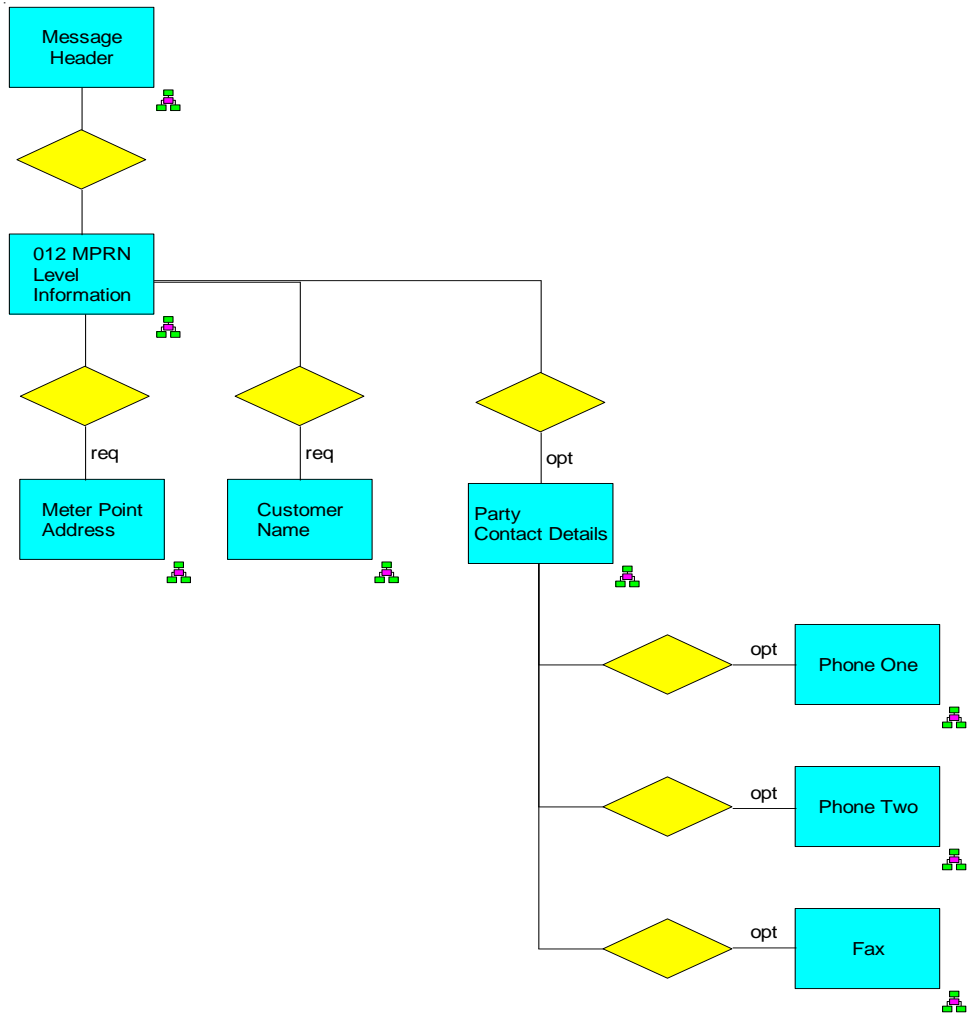 Message
Header
012 MPRN
Level
Information
req
req
opt
Meter Point
Address
Customer
Name
Party
Contact Details
opt
Phone One
opt
Phone Two
opt
Fax